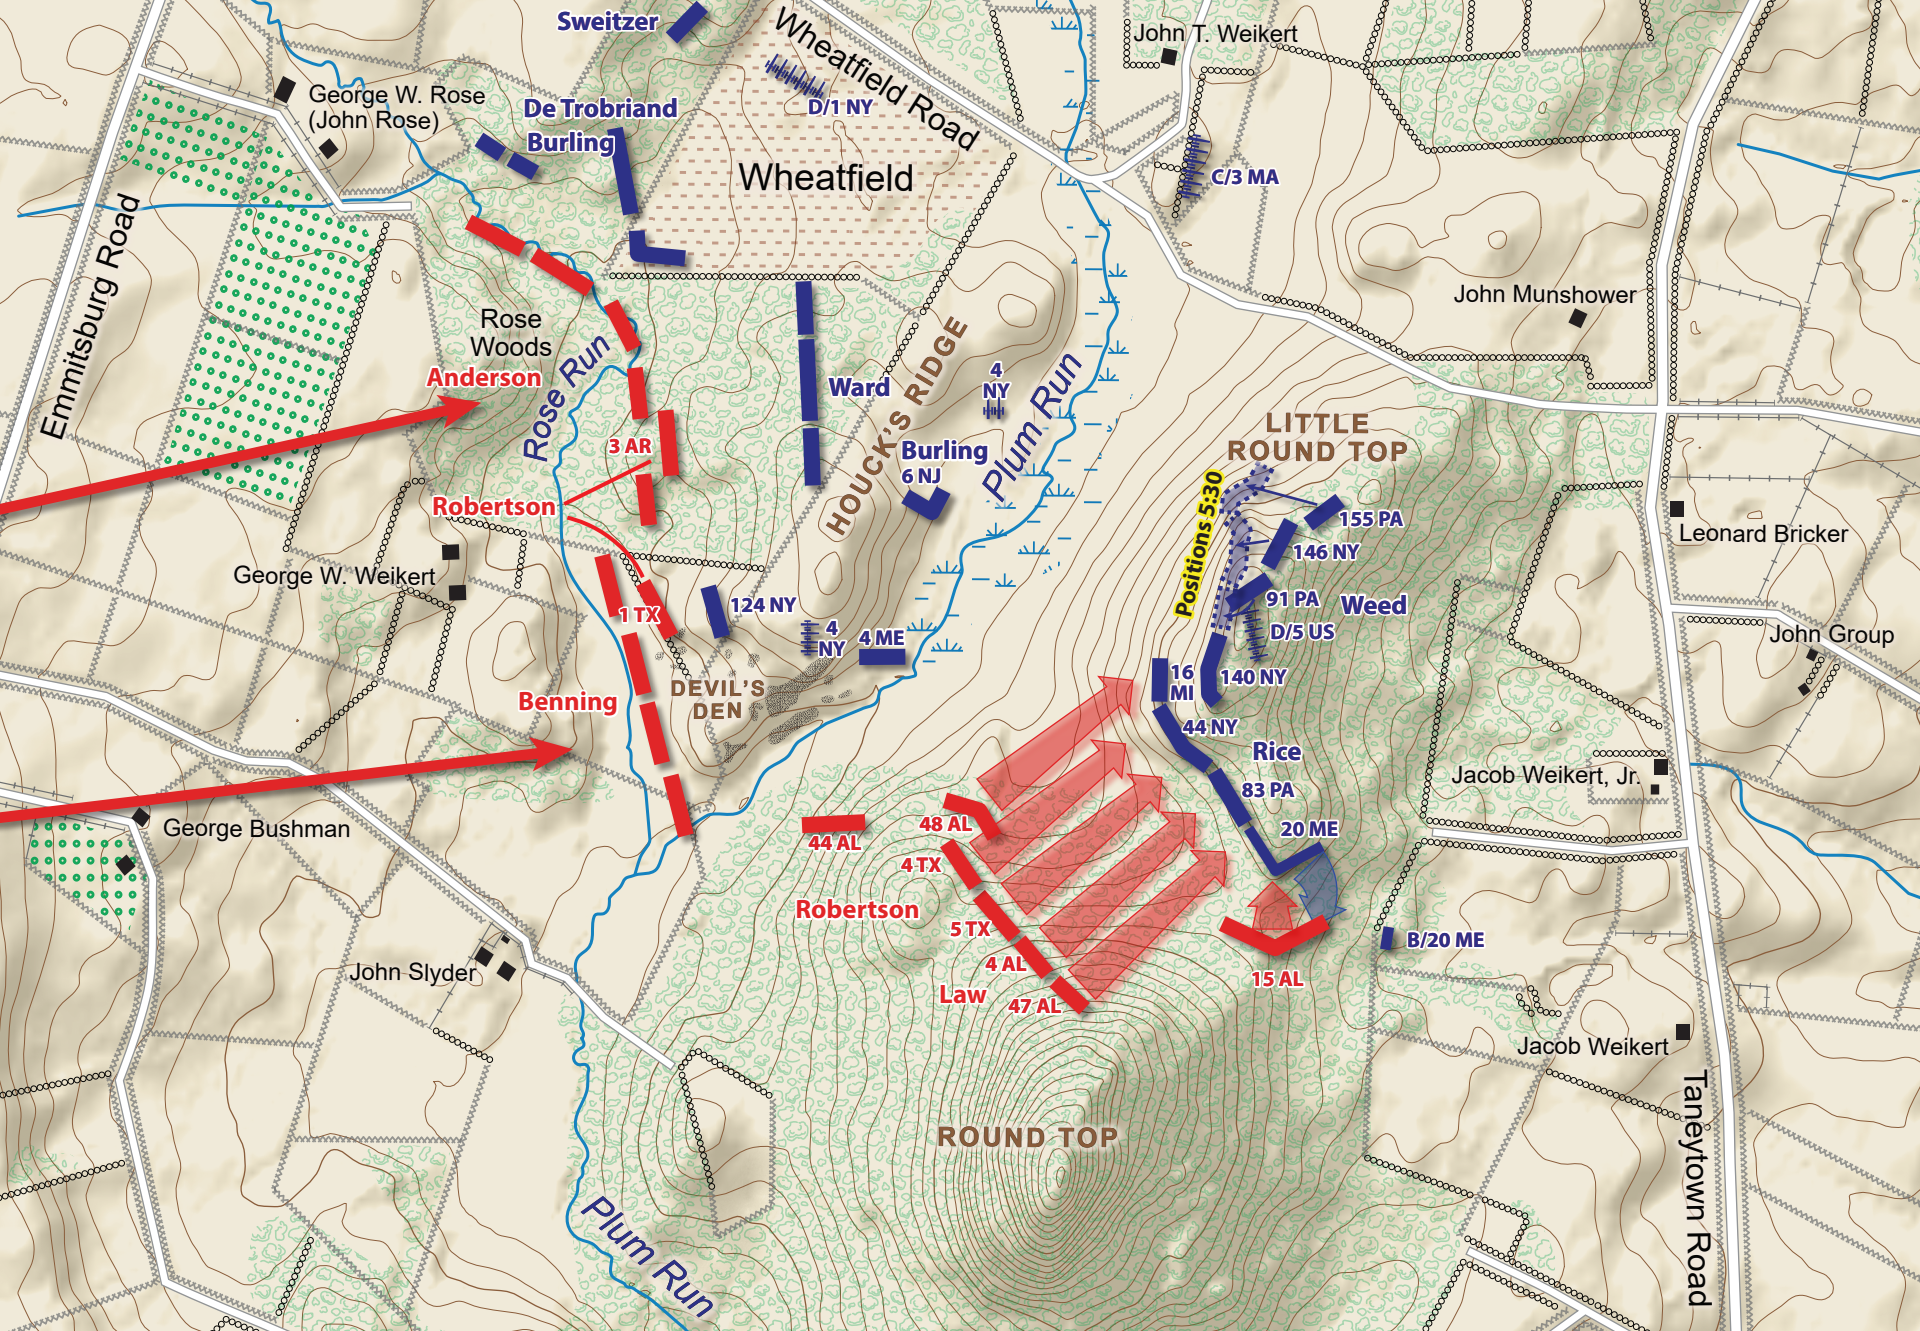 Sweitzer
John T. Weikert
Wheatfield Road
George W. Rose
(John Rose)
De Trobriand
Burling
D/1 NY
Wheatfield
C/3 MA
Emmitsburg Road
John Munshower
Rose
Woods
Anderson
Rose Run
Ward
HOUCK'S RIDGE
4
NY
Plum Run
LITTLE
ROUND TOP
3 AR
Burling
6 NJ
Positions 5:30
155 PA
Robertson
146 NY
Leonard Bricker
George W. Weikert
1 TX
124 NY
4
NY
4 ME
91 PA
Weed
D/5 US
John Group
Benning
DEVIL'S
DEN
16
MI
140 NY
44 NY
Rice
Jacob Weikert, Jr.
83 PA
George Bushman
44 AL
48 AL
20 ME
4 TX
Robertson
5 TX
B/20 ME
John Slyder
4 AL
15 AL
Law
47 AL
Jacob Weikert
ROUND TOP
Taneytown Road
Plum Run